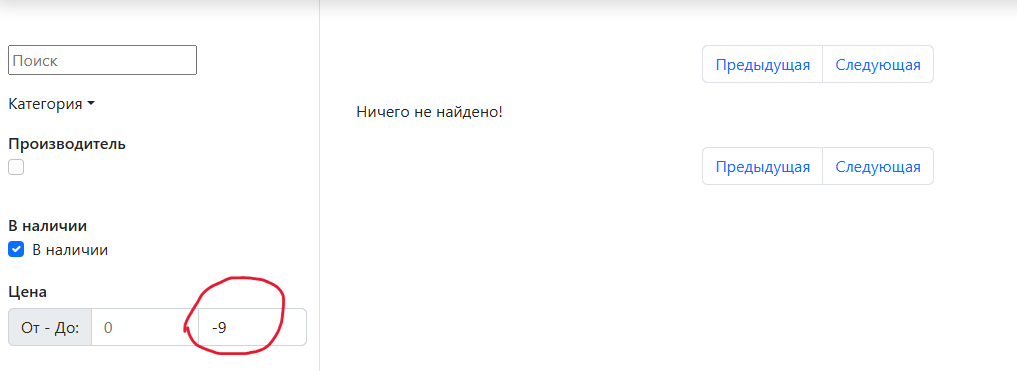 Поиск
Категория
Производитель
В наличии
В наличии
Цена
От - До: 0 -9
Предыдущая Следующая
Ничего не найдено!
Предыдущая Следующая